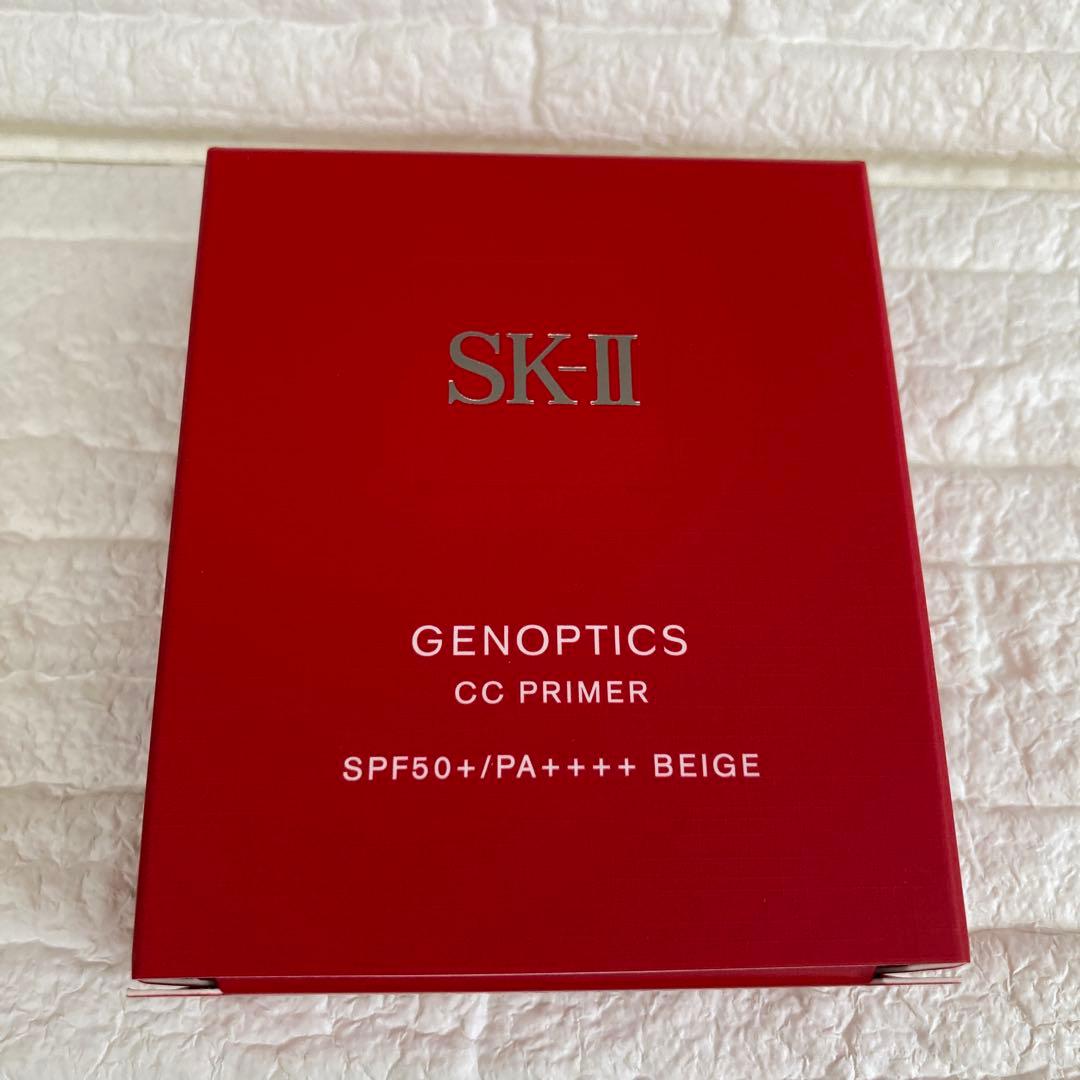 SK-II
GENOPTICS
CC PRIMER
SPF50+/PA++++ BEIGE